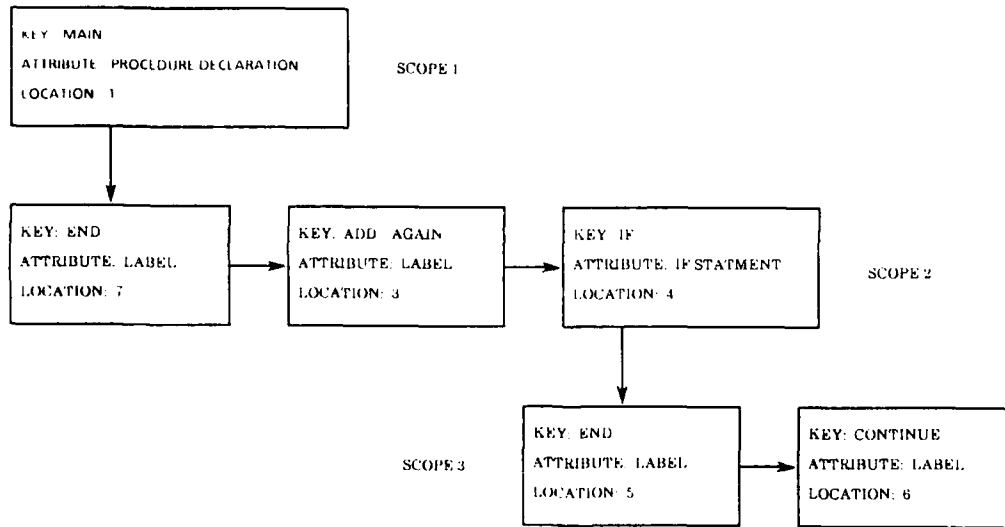 KEY MAIN
ATTRIBUTE PROCEDURE DECLARATION
LOCATION 1
SCOPE 1
KEY: END
ATTRIBUTE. LABEL
LOCATION: 7
KEY. ADD AGAIN
ATTRIBUTE: LABEL
LOCATION: 3
KEY IF
ATTRIBUTE. IF STATMENT
LOCATION: 4
SCOPE 2
SCOPE 3
KEY: END
ATTRIBUTE. LABEL
LOCATION: 5
KEY: CONTINUE
ATTRIBUTE: LABEL
LOCATION: 6